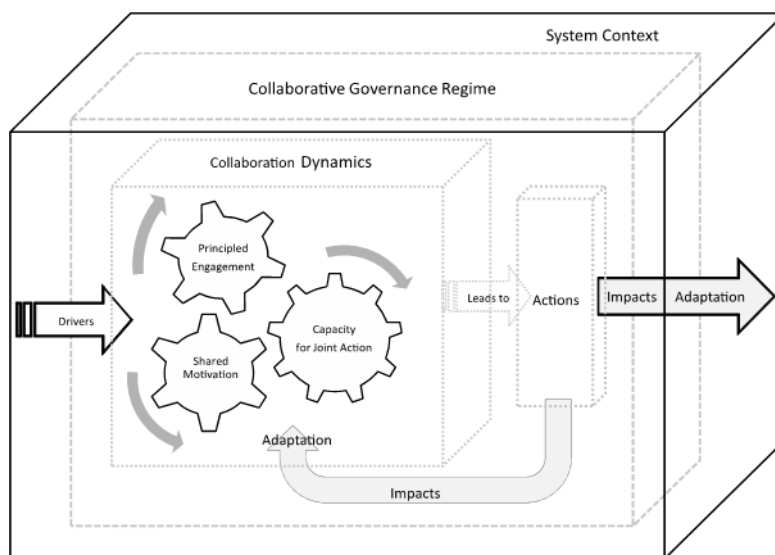 System Context
Collaborative Governance Regime
Collaboration Dynamics
Principled
Engagement
Drivers
Shared
Motivation
Capacity
for Joint Action
Leads to
Actions
Impacts
Adaptation
Adaptation
Impacts